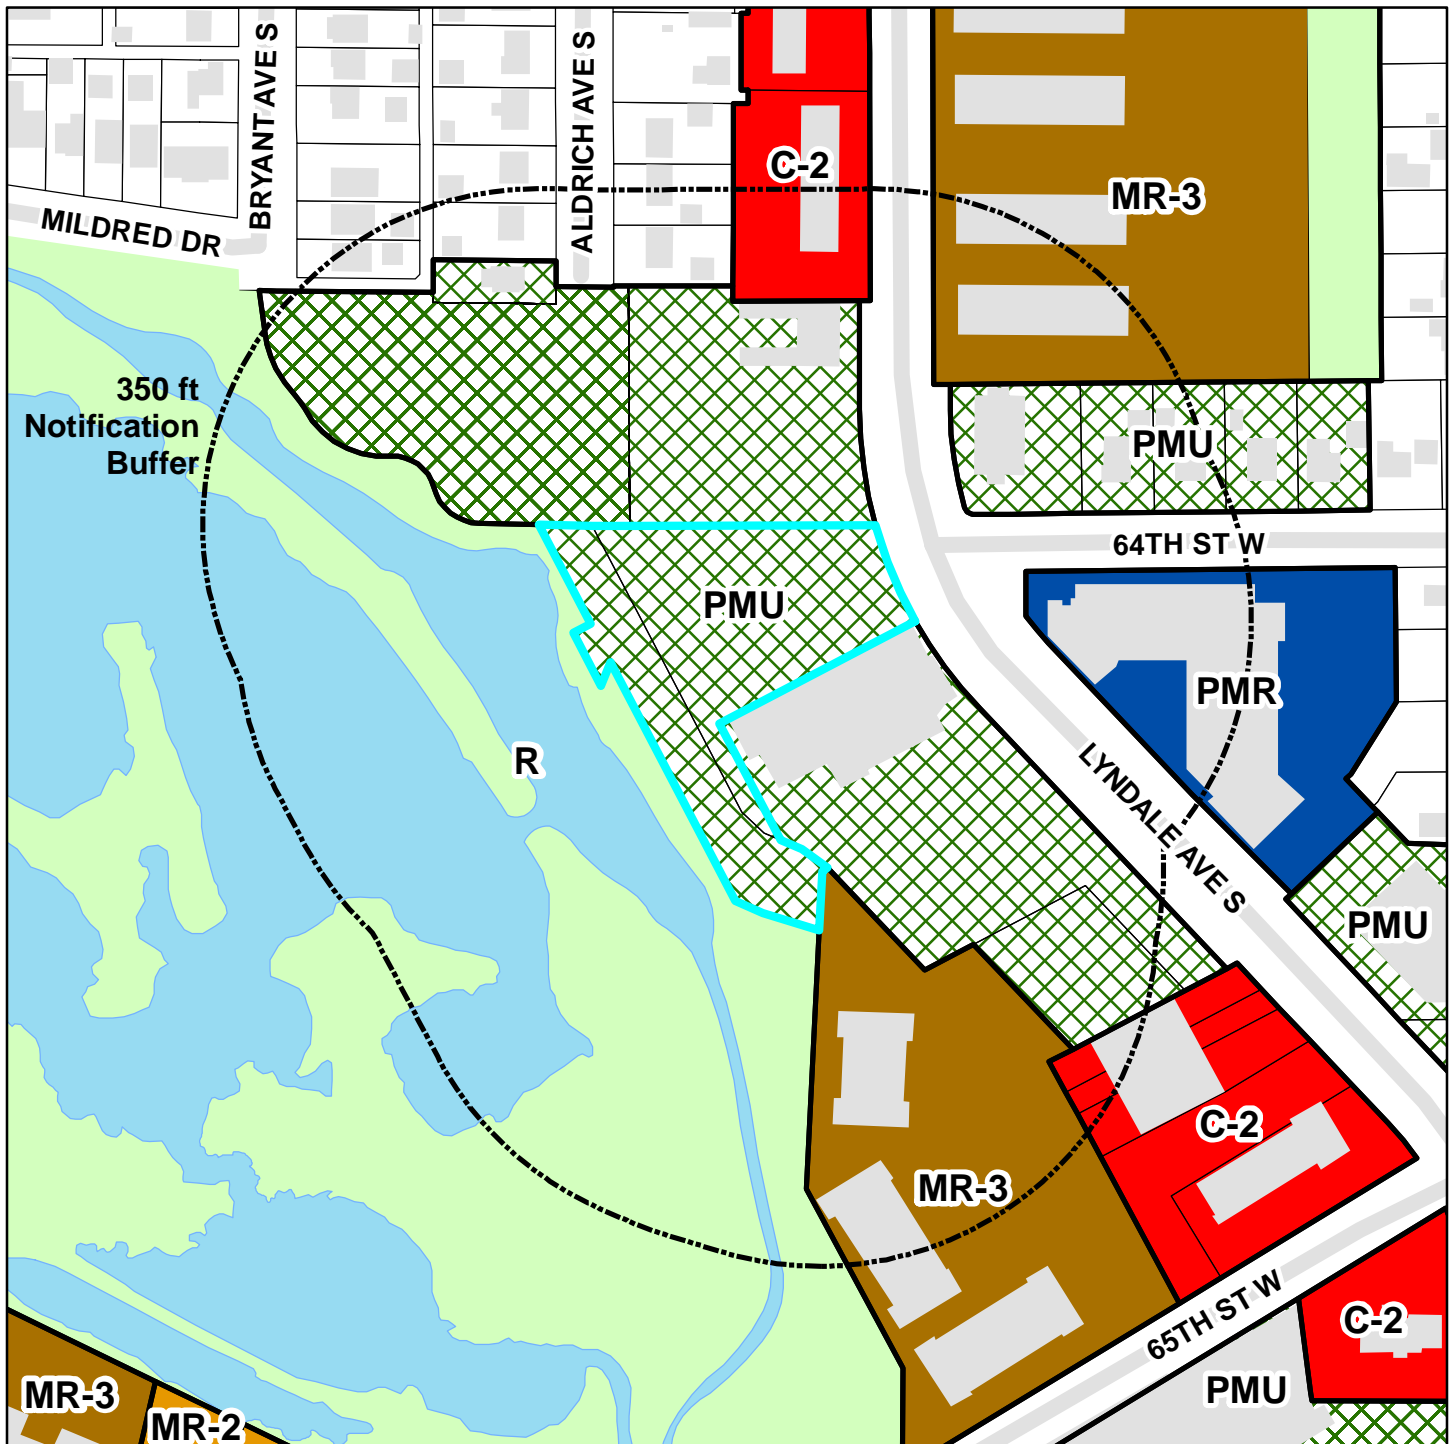 BRYANT AVE S
ALDRICH AVE S
C-2
MR-3
MILDRED DR
350 ft
Notification
Buffer
PMU
64TH ST W
PMU
PMR
R
LYNDALE AVE S
PMU
C-2
MR-3
65TH ST W
C-2
PMU
MR-3
MR-2